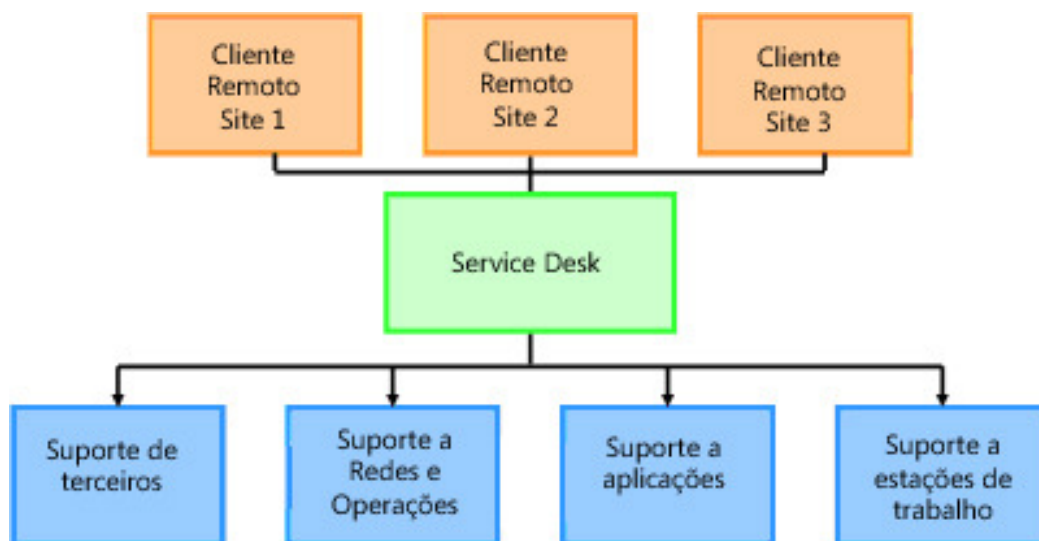 Cliente
Remoto
Site 1
Cliente
Remoto
Site 2
Cliente
Remoto
Site 3
Service Desk
Suporte de
terceiros
Suporte a
Redes e
Operações
Suporte a
aplicações
Suporte a
estações de
trabalho